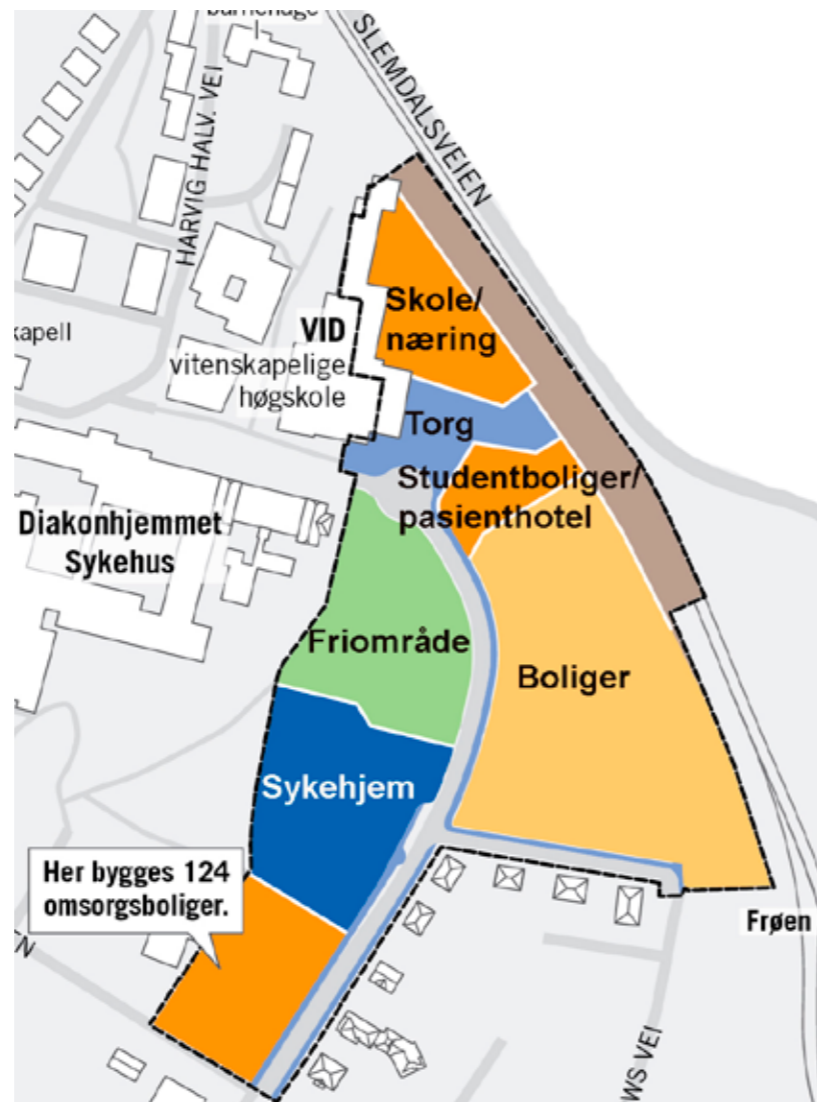 barnehage
SLEMDALSVEIEN
HARVIG HALV. VEI
Skole/
næring
VID
vitenskapelige
høgskole
kapell
Torg
Studentboliger/
pasienthotel
Diakonhjemmet
Sykehus
Friområde
Boliger
Sykehjem
Her bygges 124
omsorgsboliger.
Frøen
EN
WS VEI